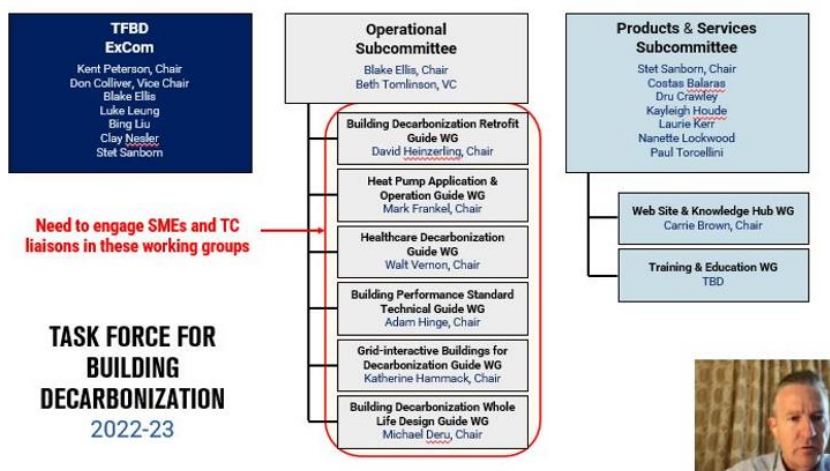 TFBD
ExCom
Kent Peterson, Chair
Don Colliver, Vice Chair
Blake Ellis
Luke Leung
Bing Liu
Clay Nesler
Stet Sanborn
Operational
Subcommittee
Blake Ellis, Chair
Beth Tomlinson, VC
Building Decarbonization Retrofit
Guide WG
David Heinzerling, Chair
Heat Pump Application &
Operation Guide WG
Mark Frankel, Chair
Healthcare Decarbonization
Guide WG
Walt Vernon, Chair
Building Performance Standard
Technical Guide WG
Adam Hinge, Chair
Grid-interactive Buildings for
Decarbonization Guide WG
Katherine Hammack, Chair
Building Decarbonization Whole
Life Design Guide WG
Michael Deru, Chair
Products & Services
Subcommittee
Stet Sanborn, Chair
Costas Balaras
Dru Crawley
Kayleigh Houde
Laurie Kerr
Nanette Lockwood
Paul Torcellini
Web Site & Knowledge Hub WG
Carrie Brown, Chair
Training & Education WG
TBD
Need to engage SMEs and TC
liaisons in these working groups
TASK FORCE FOR
BUILDING
DECARBONIZATION
2022-23